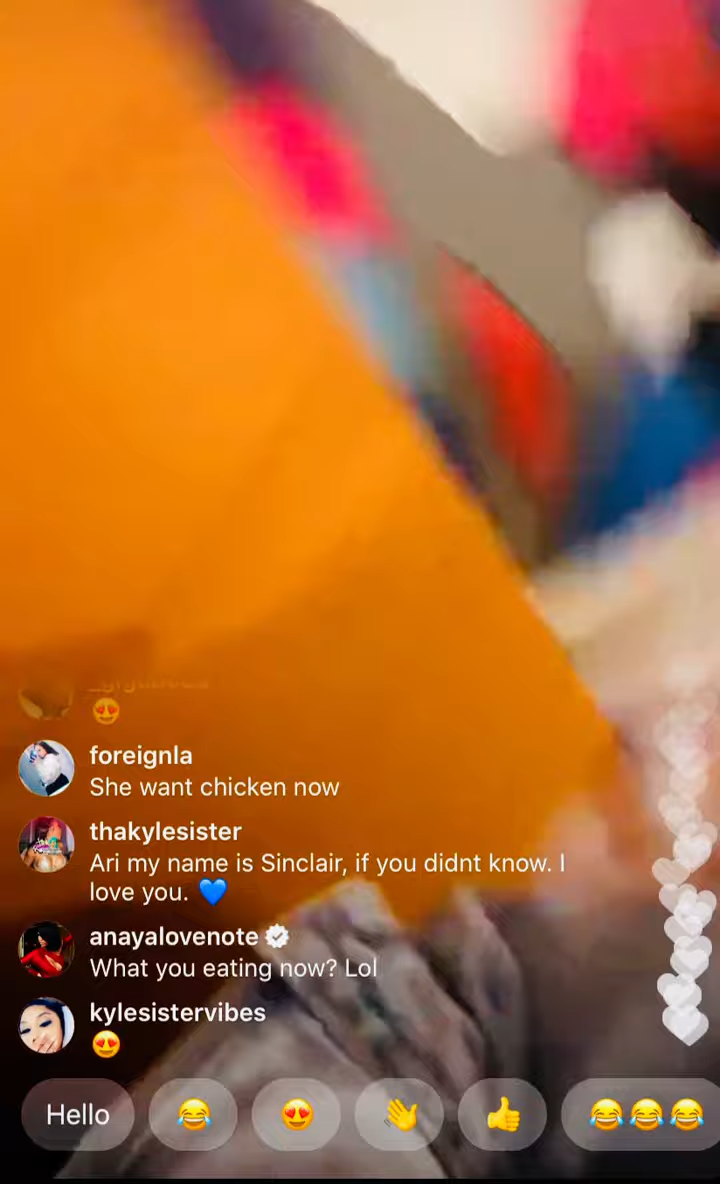 😍
foreignla
She want chicken now
thakylesister
Ari my name is Sinclair, if you didnt know. I
love you. 💙
anayalovenote
What you eating now? Lol
kylesistervibes
😍
Hello 😂 😍 👋 👍 😂😂😂